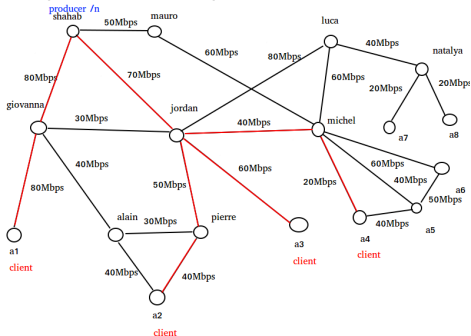 producer /n
shahab
50Mbps
mauro
luca
60Mbps
80Mbps
40Mbps
natalya
80Mbps
70Mbps
60Mbps
20Mbps
20Mbps
giovanna
jordan
30Mbps
40Mbps
michel
a7
a8
40Mbps
60Mbps
60Mbps
40Mbps
a6
80Mbps
50Mbps
20Mbps
50Mbps
alain
30Mbps
pierre
a3
a4
40Mbps
a5
a1
client
client
client
40Mbps
40Mbps
a2
client